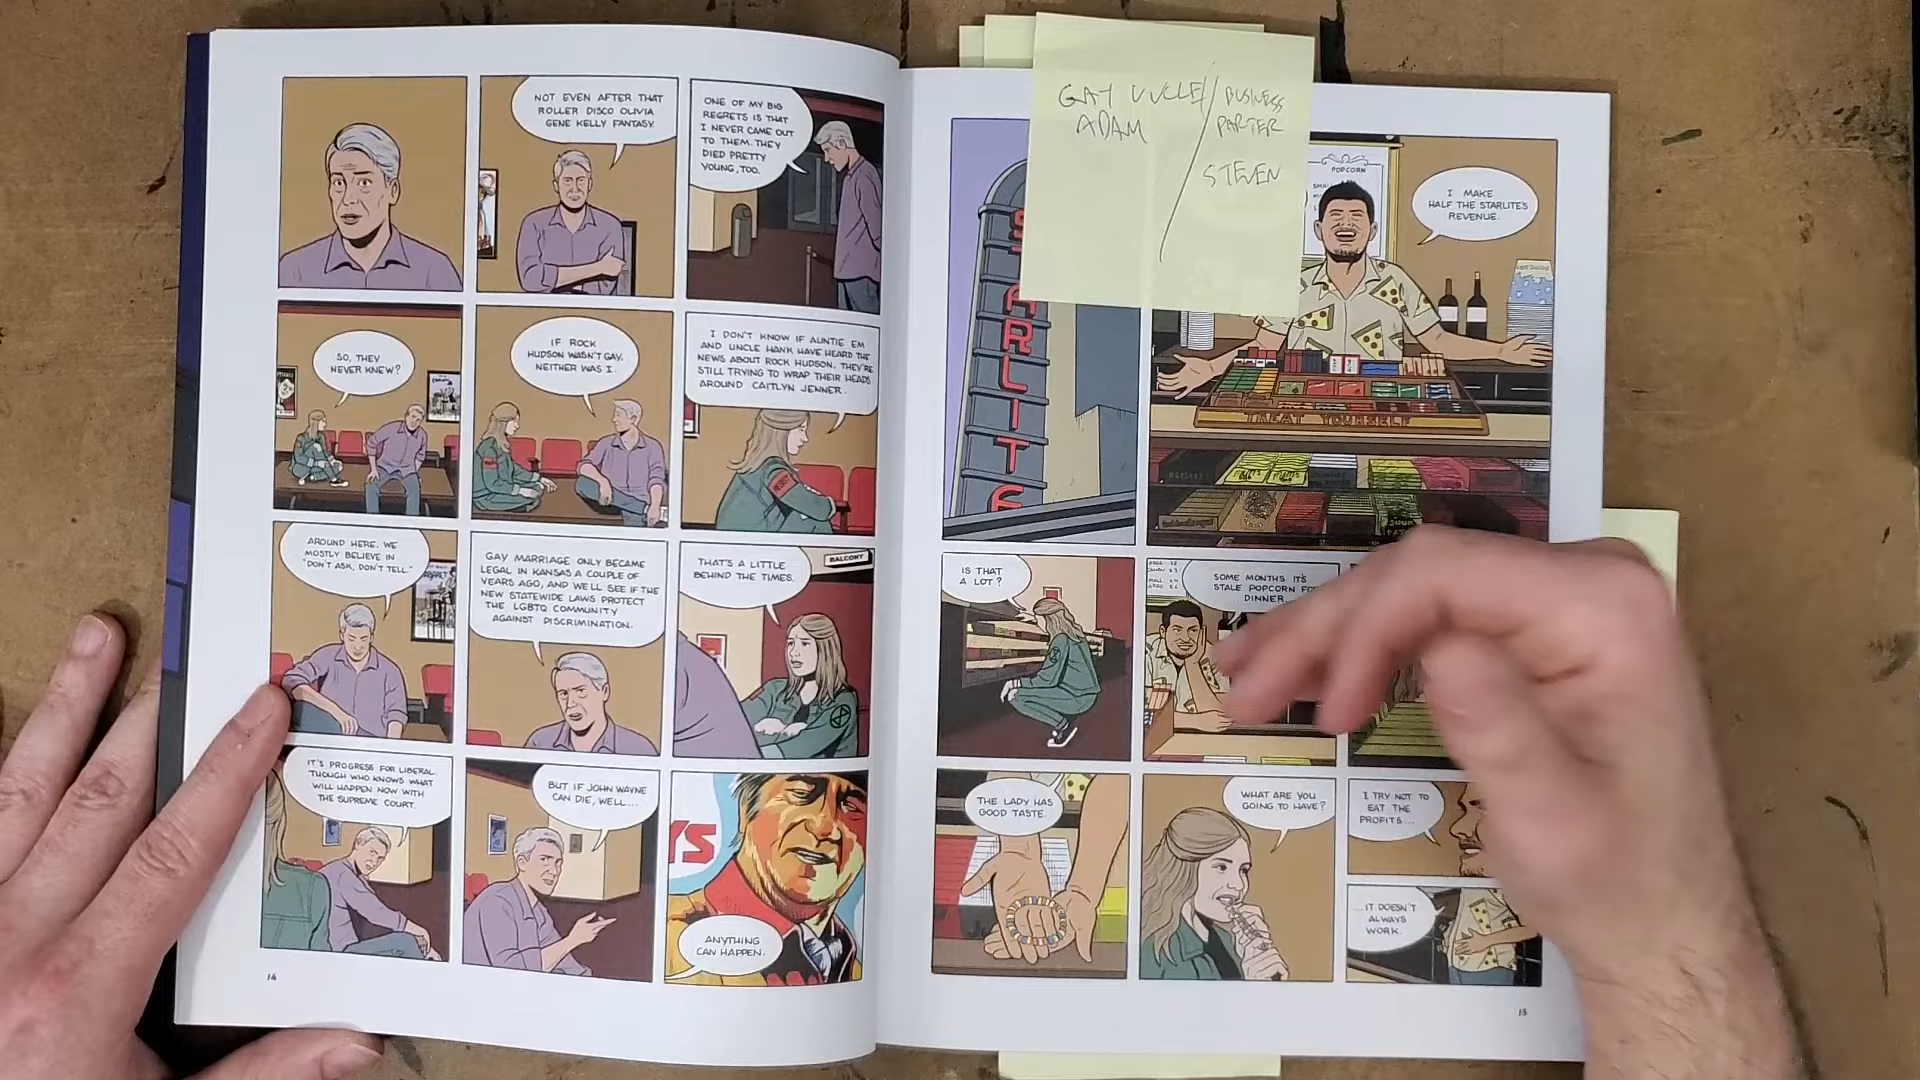 NOT EVEN AFTER THAT
ROLLER DISCO OLIVIA
GENE KELLY FANTASY.
ONE OF MY BIG
REGRETS IS THAT
I NEVER CAME OUT
TO THEM. THEY
DIED PRETTY
YOUNG, TOO.
SO, THEY
NEVER KNEW?
IF ROCK
HUDSON WASN'T GAY,
NEITHER WAS I.
I DON'T KNOW IF AUNTIE EM
AND UNCLE HANK HAVE HEARD THE
NEWS ABOUT ROCK HUDSON. THEY'RE
STILL TRYING TO WRAP THEIR HEADS
AROUND CAITLYN JENNER.
AROUND HERE, WE
MOSTLY BELIEVE IN
"DON'T ASK, DON'T TELL."
GAY MARRIAGE ONLY BECAME
LEGAL IN KANSAS A COUPLE OF
YEARS AGO, AND WE'LL SEE IF THE
NEW STATEWIDE LAWS PROTECT
THE LGBTQ COMMUNITY
AGAINST DISCRIMINATION.
THAT'S A LITTLE
BEHIND THE TIMES.
BALCONY
IT'S PROGRESS FOR LIBERAL.
THOUGH WHO KNOWS WHAT
WILL HAPPEN NOW WITH
THE SUPREME COURT.
BUT IF JOHN WAYNE
CAN DIE, WELL...
YS
ANYTHING
CAN HAPPEN.
14
GAY UNCLE
ADAM
BUSINESS
PARTER
STEVEN
STARLITE
POPCORN
I MAKE
HALF THE STARLITE'S
REVENUE.
TREAT YOURSELF
IS THAT
A LOT?
SOME MONTHS IT'S
STALE POPCORN FO
DINNER.
THE LADY HAS
GOOD TASTE.
WHAT ARE YOU
GOING TO HAVE?
I TRY NOT TO
EAT THE
PROFITS...
...IT DOESN'T
ALWAYS
WORK.
15